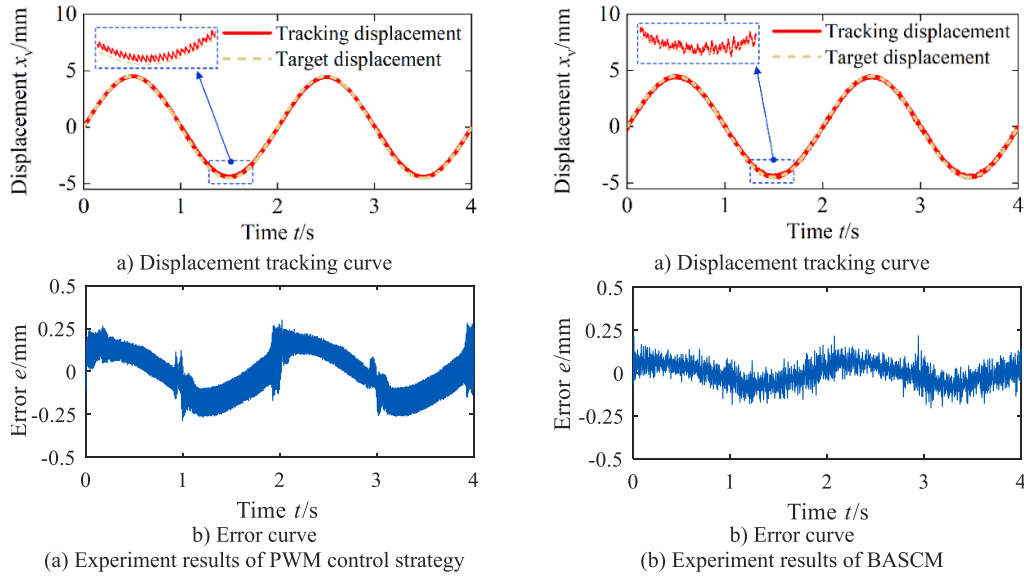 Displacement xv/mm
10
5
0
-5
Tracking displacement
Target displacement
0 1 2 3 4
Time t/s
a) Displacement tracking curve
Error e/mm
0.5
0.25
0
-0.25
-0.5
0 1 2 3 4
Time t/s
b) Error curve
(a) Experiment results of PWM control strategy
Displacement xv/mm
10
5
0
-5
Tracking displacement
Target displacement
0 1 2 3 4
Time t/s
a) Displacement tracking curve
Error e/mm
0.5
0.25
0
-0.25
-0.5
0 1 2 3 4
Time t/s
b) Error curve
(b) Experiment results of BASCM